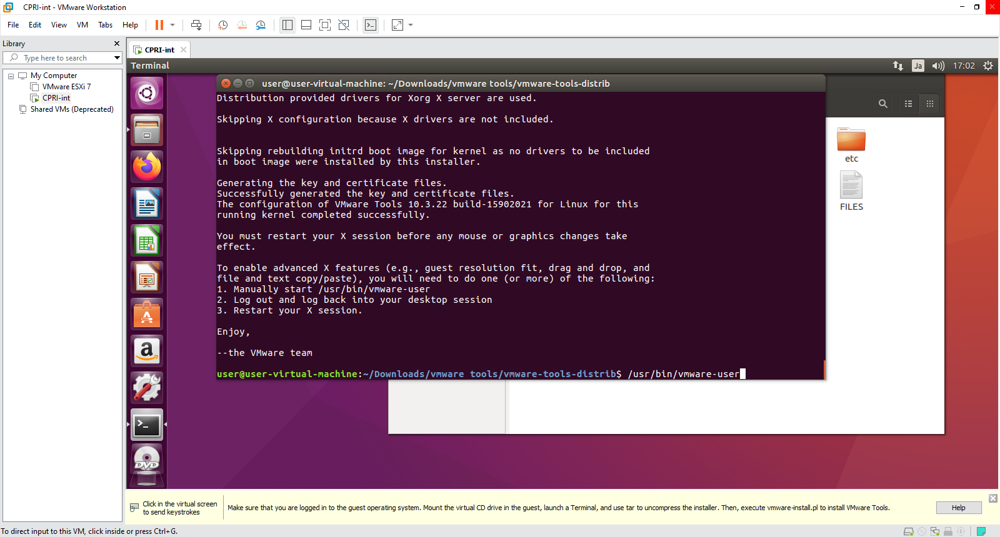 CPRI-int - VMware Workstation
File Edit View VM Tabs Help
Library
Type here to search
My Computer
VMware ESXi 7
CPRI-int
Shared VMs (Deprecated)
CPRI-int
Terminal
Ja
17:02
user@user-virtual-machine: ~/Downloads/vmware tools/vmware-tools-distrib
Distribution provided drivers for Xorg X server are used.
Skipping X configuration because X drivers are not included.
Skipping rebuilding initrd boot image for kernel as no drivers to be included
in boot image were installed by this installer.
Generating the key and certificate files.
Successfully generated the key and certificate files.
The configuration of VMware Tools 10.3.22 build-15902021 for Linux for this
running kernel completed successfully.
You must restart your X session before any mouse or graphics changes take
effect.
To enable advanced X features (e.g., guest resolution fit, drag and drop, and
file and text copy/paste), you will need to do one (or more) of the following:
1. Manually start /usr/bin/vmware-user
2. Log out and log back into your desktop session
3. Restart your X session.
Enjoy,
--the VMware team
user@user-virtual-machine:~/Downloads/vmware tools/vmware-tools-distrib$ /usr/bin/vmware-user
etc
FILES
a
DVD
Click in the virtual screen
to send keystrokes
Make sure that you are logged in to the guest operating system. Mount the virtual CD drive in the guest, launch a Terminal, and use tar to uncompress the installer. Then, execute vmware-install.pl to install VMware Tools.
Help
To direct input to this VM, click inside or press Ctrl+G.